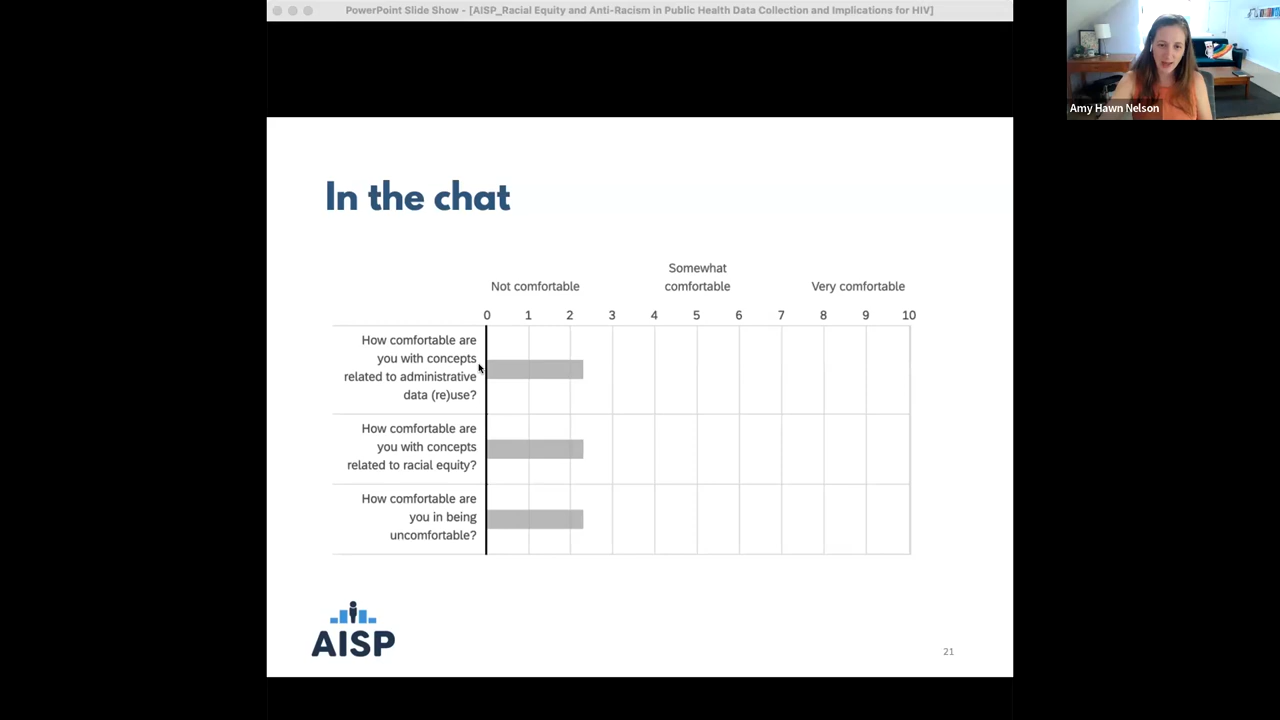 PowerPoint Slide Show - [AISP_Racial Equity and Anti-Racism in Public Health Data Collection and Implications for HIV]
Amy Hawn Nelson
In the chat
Somewhat
Not comfortable comfortable Very comfortable
0 1 2 3 4 5 6 7 8 9 10
How comfortable are
you with concepts
related to administrative
data (re)use?
How comfortable are
you with concepts
related to racial equity?
How comfortable are
you in being
uncomfortable?
AISP
21